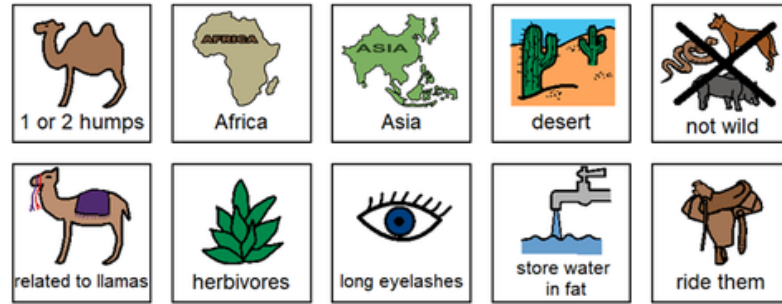 AFRICA
ASIA
1 or 2 humps
Africa
Asia
desert
not wild
related to llamas
herbivores
long eyelashes
store water
in fat
ride them